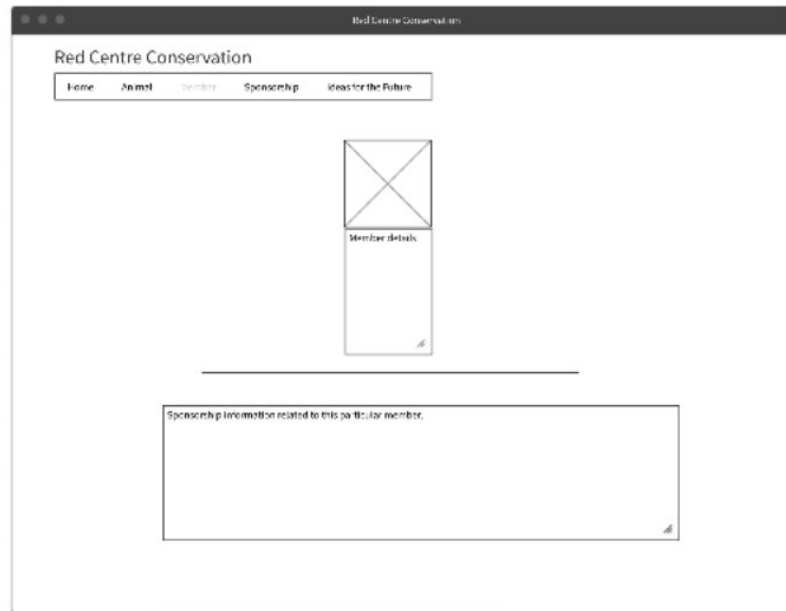 Red Centre Conservation
Red Centre Conservation
Home Animal Member Sponsorship Ideas for the Future
Member details
Sponsorship information related to this particular member.